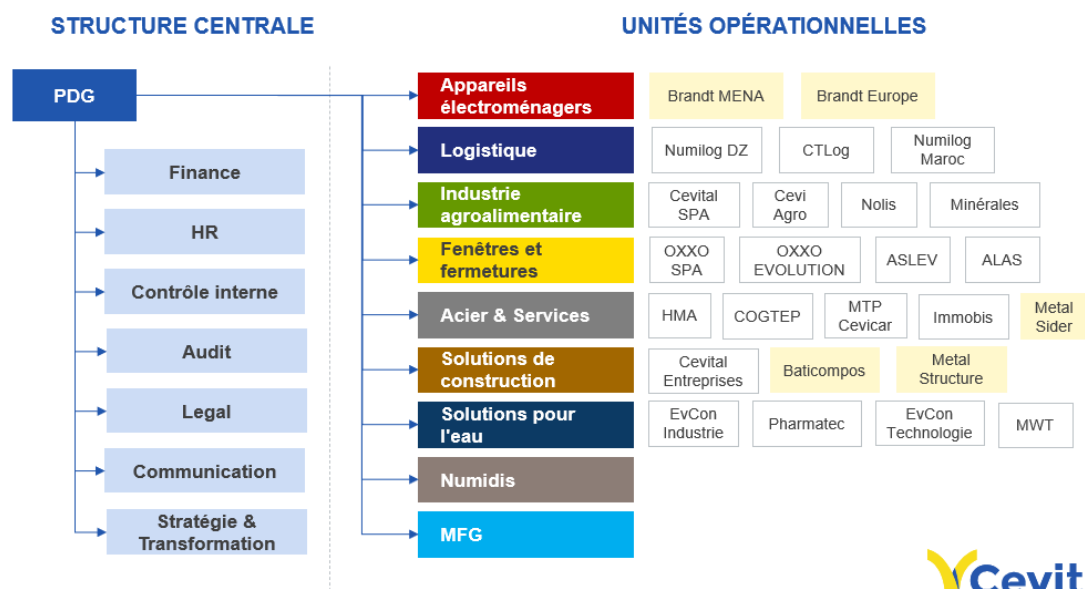 STRUCTURE CENTRALE
UNITÉS OPÉRATIONNELLES
PDG
Finance
HR
Contrôle interne
Audit
Legal
Communication
Stratégie &
Transformation
Appareils
électroménagers
Brandt MENA
Brandt Europe
Logistique
Numilog DZ
CTLog
Numilog
Maroc
Industrie
agroalimentaire
Cevital
SPA
Cevi
Agro
Nolis
Minérales
Fenêtres et
fermetures
OXXO
SPA
OXXO
EVOLUTION
ASLEV
ALAS
Acier & Services
HMA
COGTEP
MTP
Cevicar
Immobis
Metal
Sider
Solutions de
construction
Cevital
Entreprises
Baticompos
Metal
Structure
Solutions pour
l'eau
EvCon
Industrie
Pharmatec
EvCon
Technologie
MWT
Numidis
MFG
Cevit